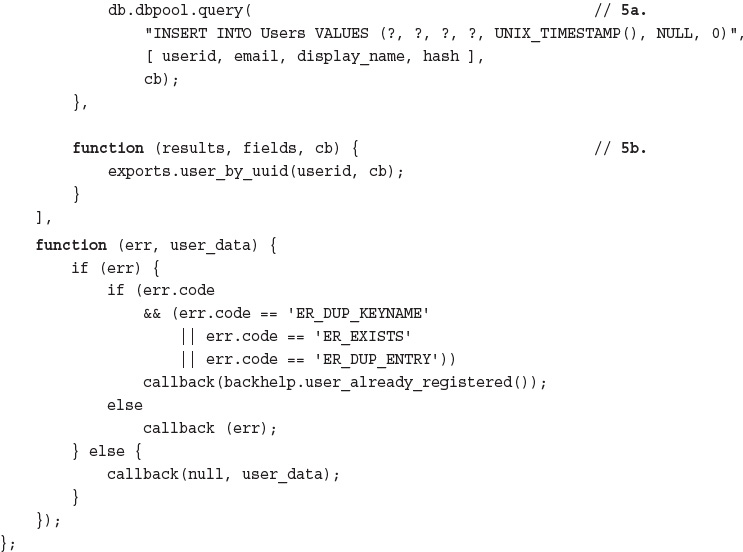 db.dbpool.query( // 5a.
"INSERT INTO Users VALUES (?, ?, ?, ?, UNIX_TIMESTAMP(), NULL, 0)",
[ userid, email, display_name, hash ],
cb);
},
function (results, fields, cb) { // 5b.
exports.user_by_uuid(userid, cb);
}
],
function (err, user_data) {
if (err) {
if (err.code
&& (err.code == 'ER_DUP_KEYNAME'
|| err.code == 'ER_EXISTS'
|| err.code == 'ER_DUP_ENTRY'))
callback(backhelp.user_already_registered());
else
callback (err);
} else {
callback(null, user_data);
}
});
};